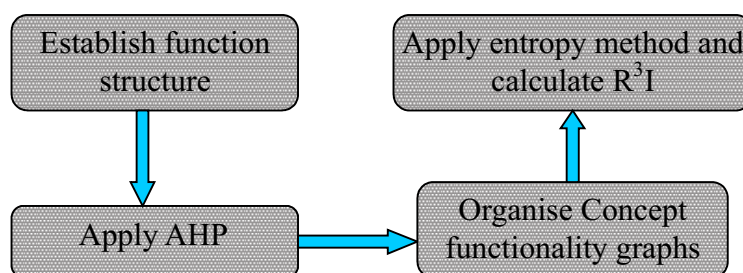 Establish function
structure
Apply entropy method and
calculate R³I
Apply AHP
Organise Concept
functionality graphs